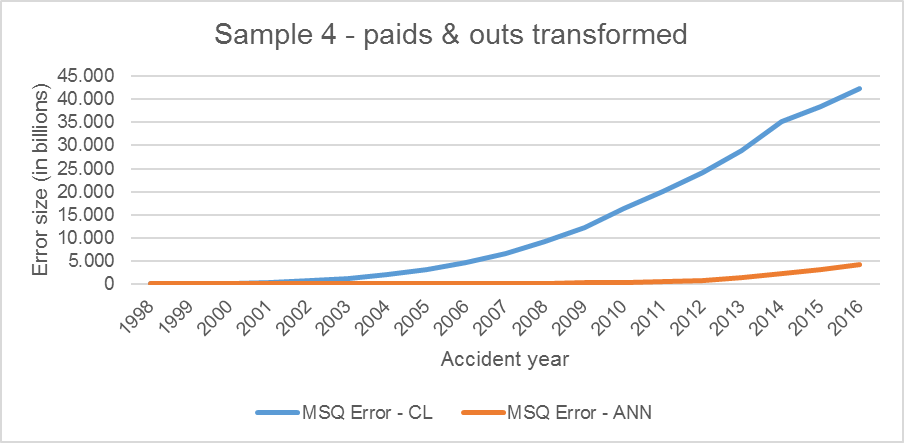 Sample 4 - paids & outs transformed
Error size (in billions)
45.000
40.000
35.000
30.000
25.000
20.000
15.000
10.000
5.000
0
1998 1999 2000 2001 2002 2003 2004 2005 2006 2007 2008 2009 2010 2011 2012 2013 2014 2015 2016
Accident year
MSQ Error - CL MSQ Error - ANN